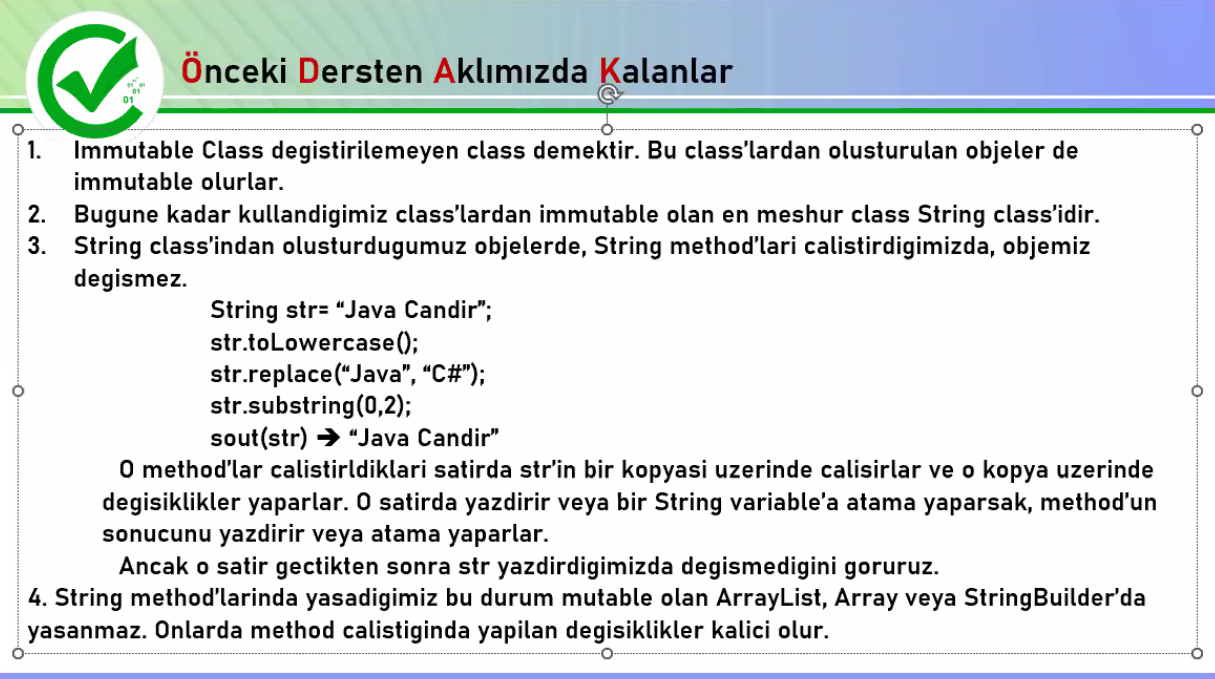 Önceki Dersten Aklımızda Kalanlar
01 01
01
01
1. Immutable Class degistirilemeyen class demektir. Bu class’lardan olusturulan objeler de
immutable olurlar.
2. Bugune kadar kullandigimiz class’lardan immutable olan en meshur class String class’idir.
3. String class’indan olusturdugumuz objelerde, String method’lari calistirdigimizda, objemiz
degismez.
String str= “Java Candir”;
str.toLowercase();
str.replace(“Java”, “C#”);
str.substring(0,2);
sout(str) ➔ “Java Candir”
O method’lar calistirldiklari satirda str’in bir kopyasi uzerinde calisirlar ve o kopya uzerinde
degisiklikler yaparlar. O satirda yazdirir veya bir String variable’a atama yaparsak, method’un
sonucunu yazdirir veya atama yaparlar.
Ancak o satir gectikten sonra str yazdirdigimizda degismedigini goruruz.
4. String method’larinda yasadigimiz bu durum mutable olan ArrayList, Array veya StringBuilder’da
yasanmaz. Onlarda method calistiginda yapilan degisiklikler kalici olur.